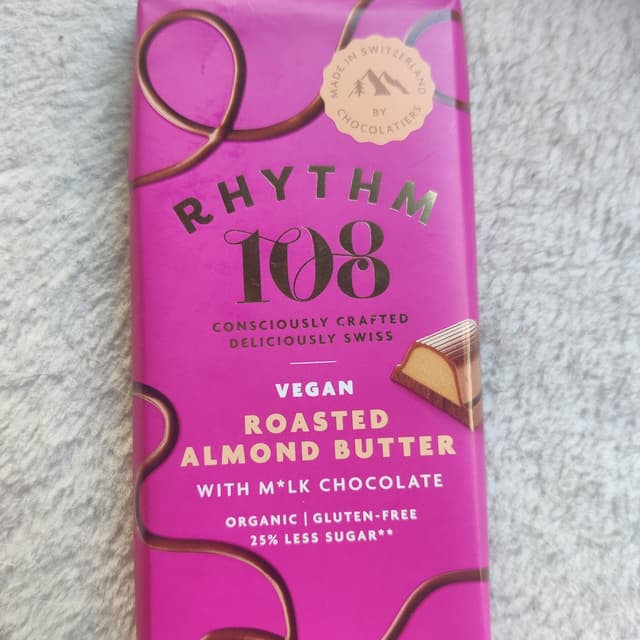 MADE IN SWITZERLAND
BY
CHOCOLATIERS
RHYTHM
108
CONSCIOUSLY CRAFTED
DELICIOUSLY SWISS
VEGAN
ROASTED
ALMOND BUTTER
WITH M*LK CHOCOLATE
ORGANIC | GLUTEN-FREE
25% LESS SUGAR**